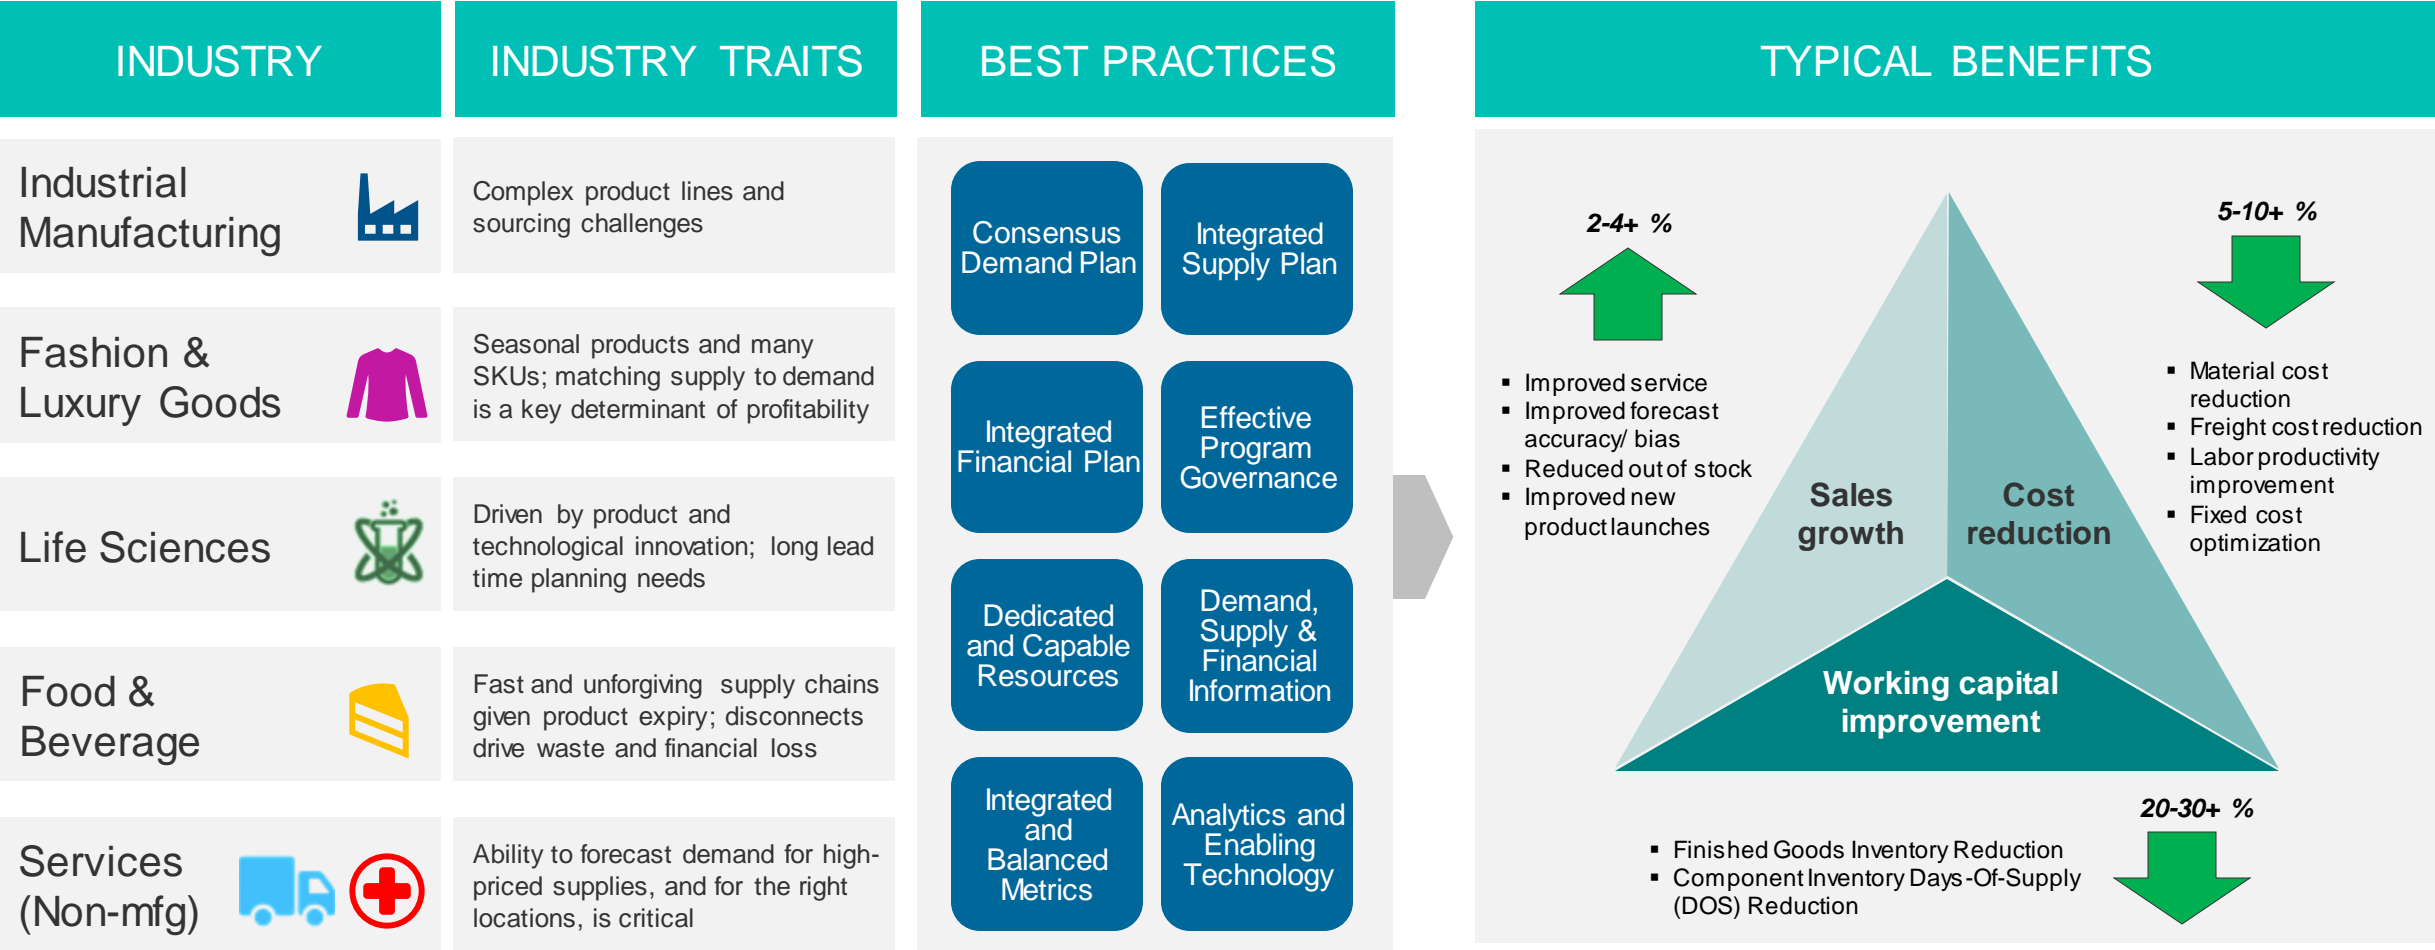 INDUSTRY
INDUSTRY TRAITS
BEST PRACTICES
TYPICAL BENEFITS
Industrial
Manufacturing
Complex product lines and
sourcing challenges
Fashion &
Luxury Goods
Seasonal products and many
SKUs; matching supply to demand
is a key determinant of profitability
Life Sciences
Driven by product and
technological innovation; long lead
time planning needs
Food &
Beverage
Fast and unforgiving supply chains
given product expiry; disconnects
drive waste and financial loss
Services
(Non-mfg)
Ability to forecast demand for high-
priced supplies, and for the right
locations, is critical
Consensus
Demand Plan
Integrated
Supply Plan
Integrated
Financial Plan
Effective
Program
Governance
Dedicated
and Capable
Resources
Demand,
Supply &
Financial
Information
Integrated
and
Balanced
Metrics
Analytics and
Enabling
Technology
2-4+ %
▪ Improved service
▪ Improved forecast
accuracy/ bias
▪ Reduced out of stock
▪ Improved new
product launches
Sales
growth
Cost
reduction
Working capital
improvement
5-10+ %
▪ Material cost
reduction
▪ Freight cost reduction
▪ Labor productivity
improvement
▪ Fixed cost
optimization
20-30+ %
▪ Finished Goods Inventory Reduction
▪ Component Inventory Days-Of-Supply
(DOS) Reduction